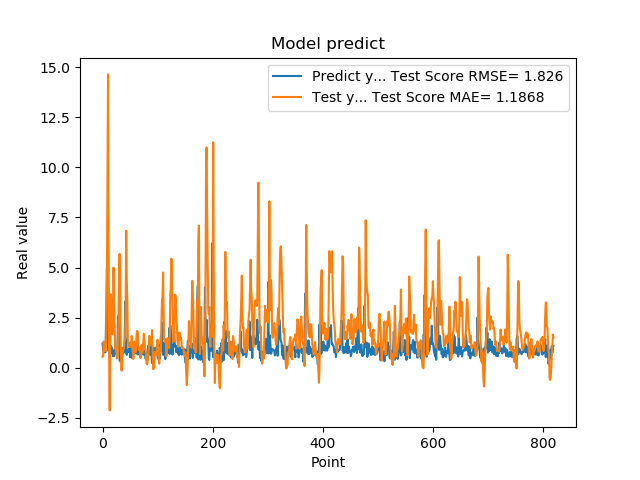 Model predict
Predict y... Test Score RMSE= 1.826
Test y... Test Score MAE= 1.1868
15.0
12.5
10.0
7.5
5.0
2.5
0.0
−2.5
Real value
0 200 400 600 800
Point